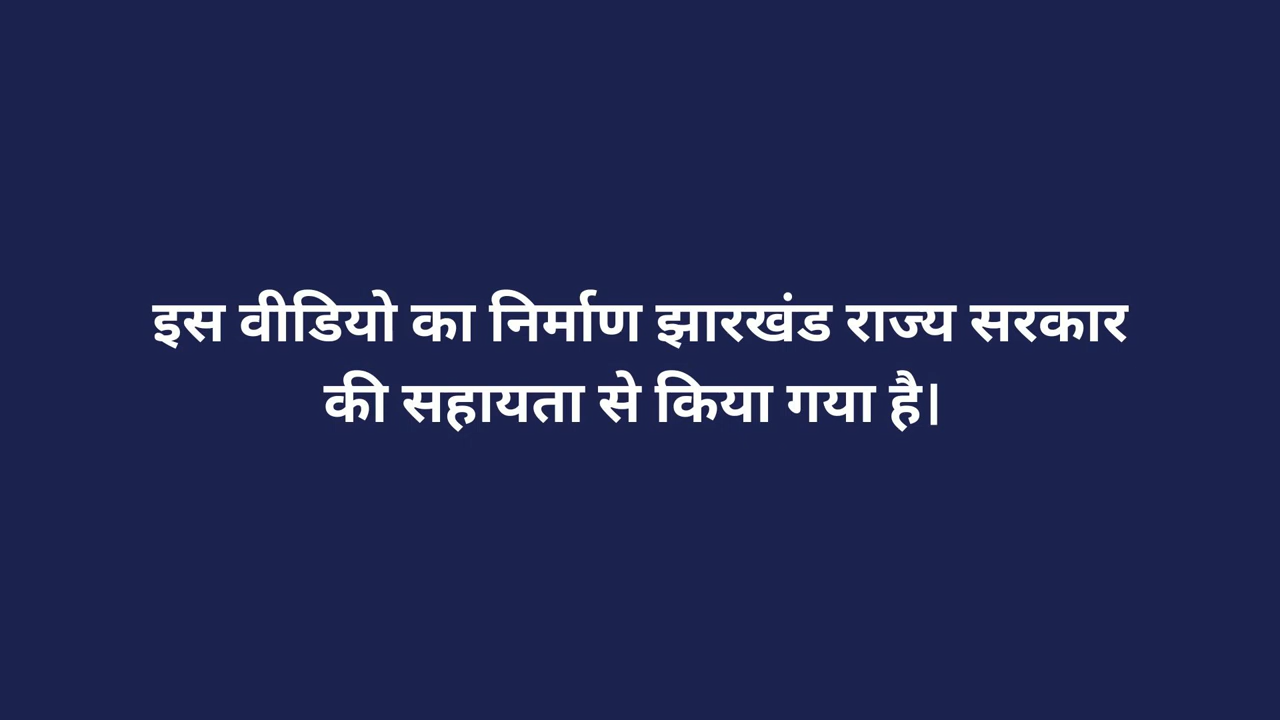 इस वीडियो का निर्माण झारखंड राज्य सरकार
की सहायता से किया गया है।